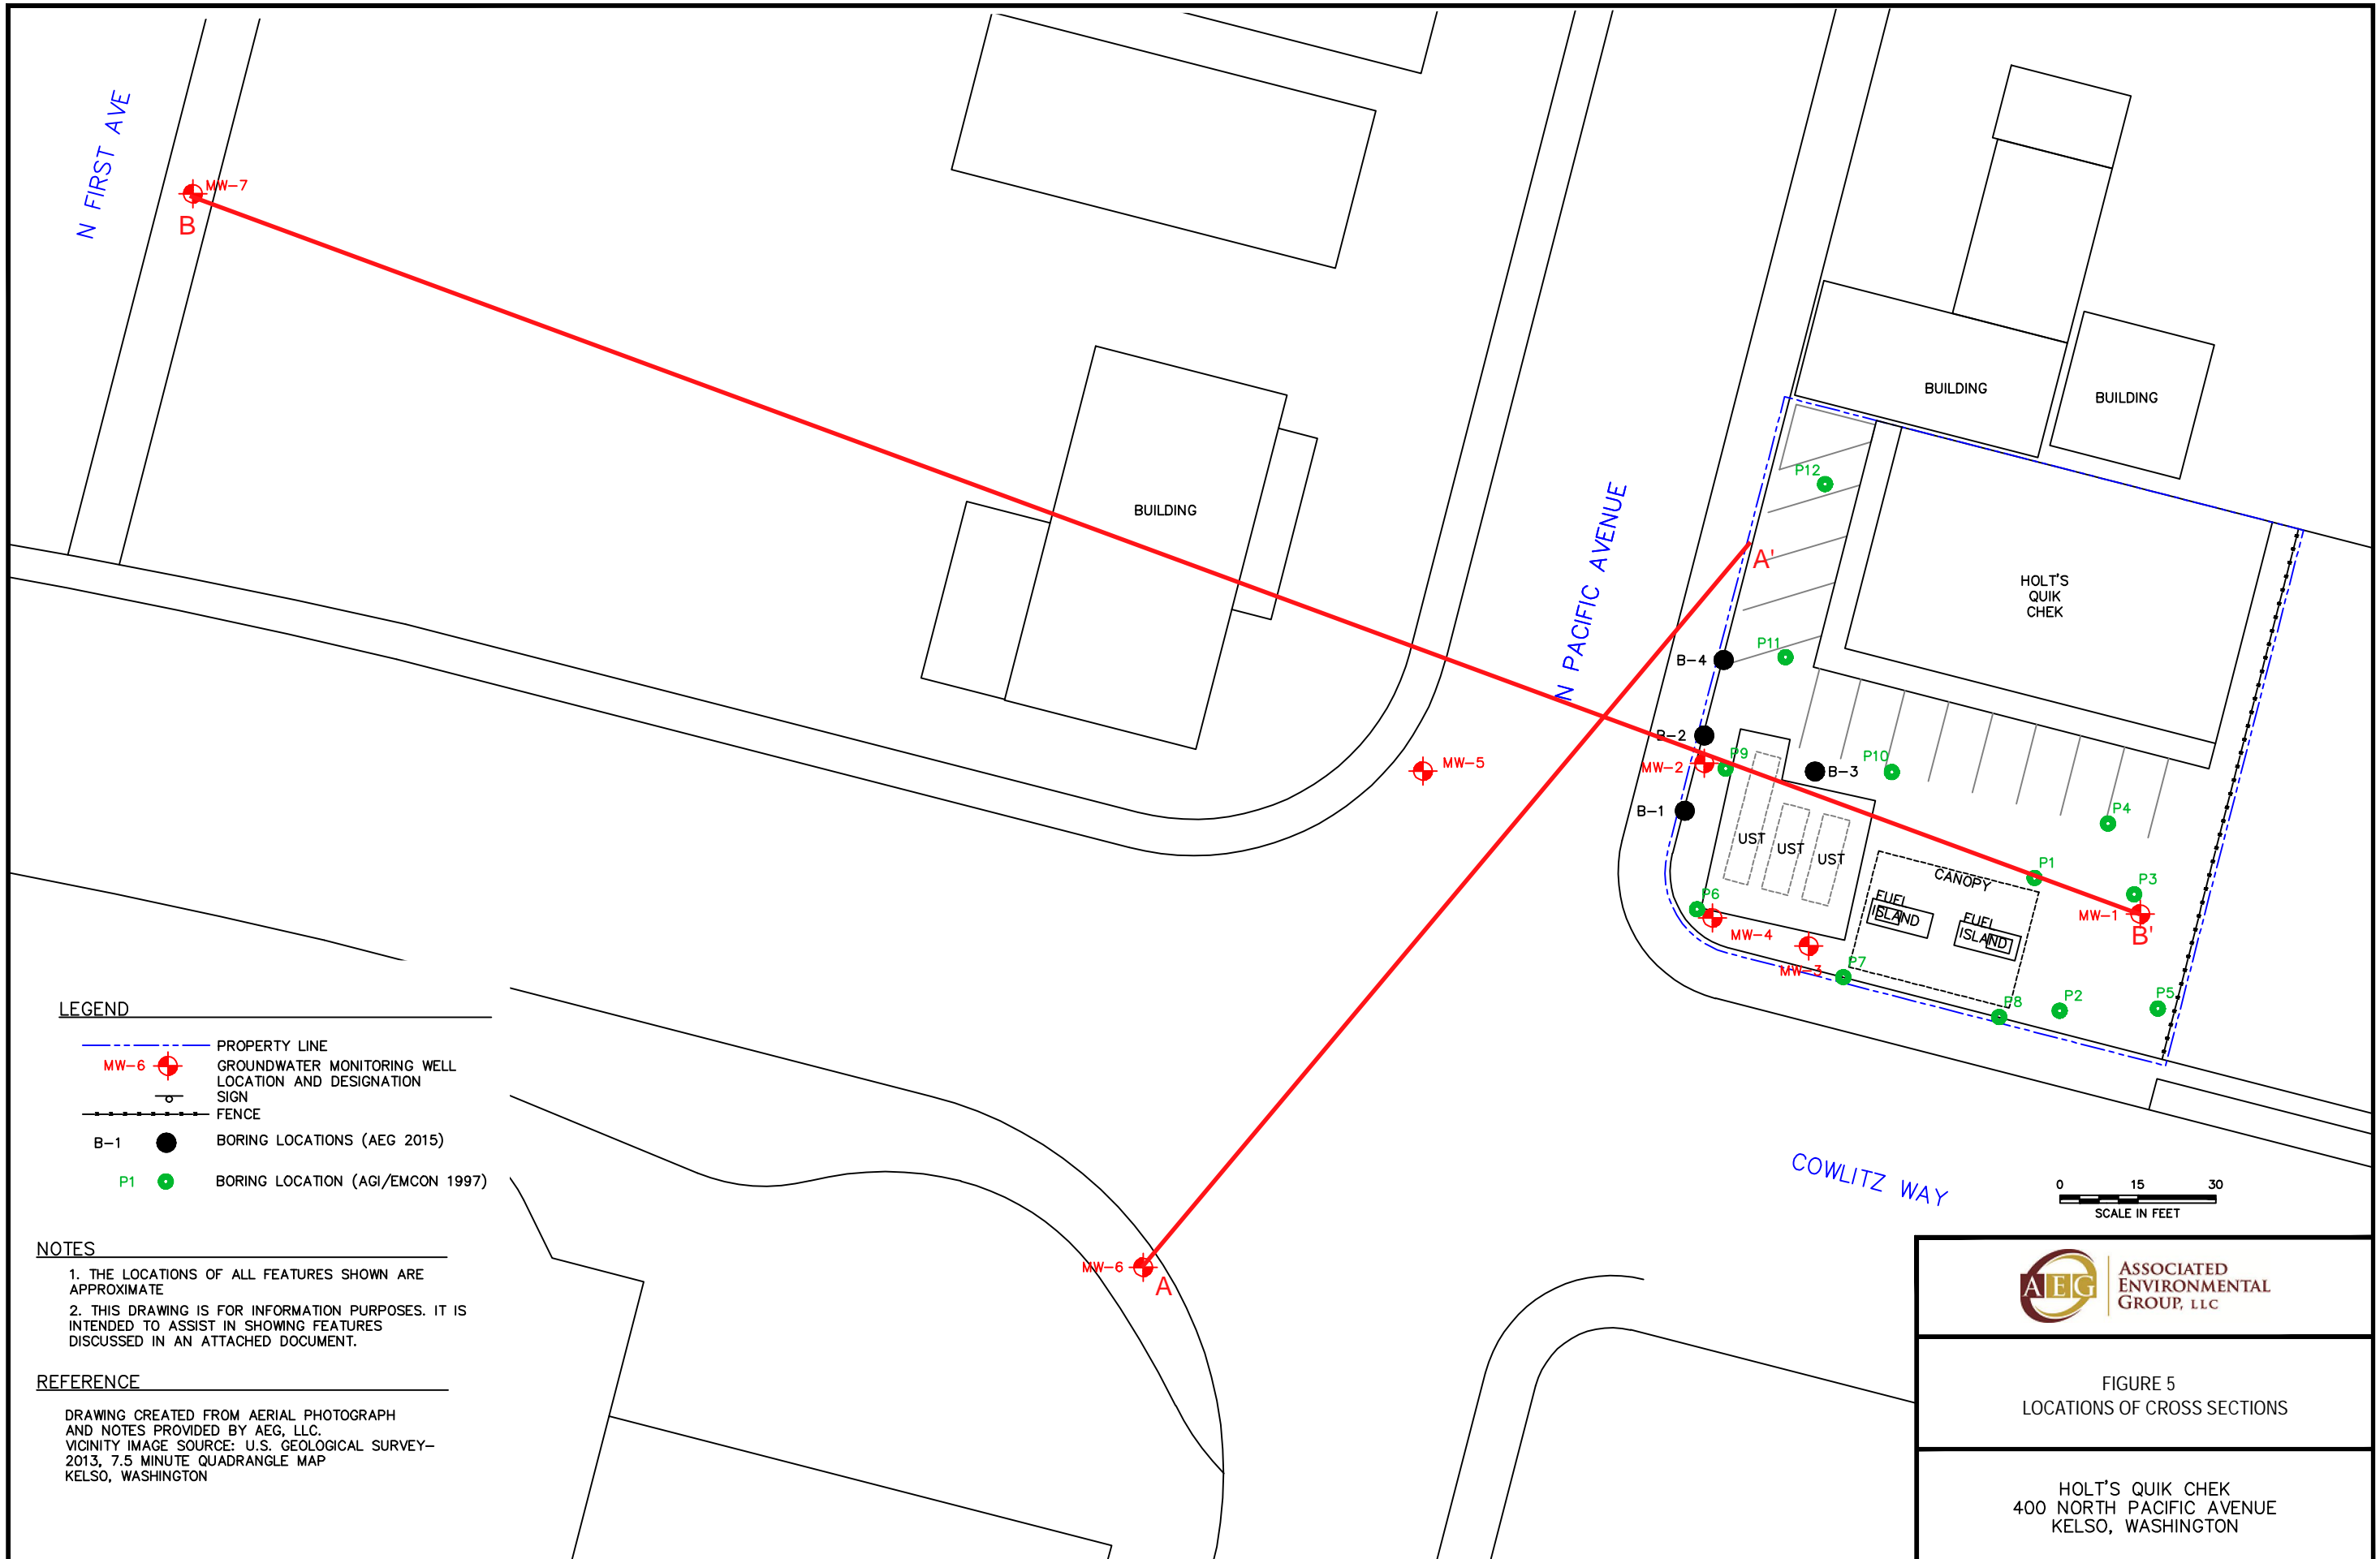 N FIRST AVE
MW-7
B
BUILDING
BUILDING
BUILDING
P12
N PACIFIC AVENUE
A'
HOLT'S
QUIK
CHEK
P11
B-4
B-2
P9
MW-2
MW-5
B-3
P10
B-1
P4
UST
UST
UST
P1
CANOPY
P3
P6
FUEL
ISLAND
FUEL
ISLAND
MW-1
B'
MW-4
MW-3
P7
P8
P2
P5
MW-6
A
COWLITZ WAY
0 15 30
SCALE IN FEET
LEGEND
PROPERTY LINE
MW-6 GROUNDWATER MONITORING WELL
LOCATION AND DESIGNATION
SIGN
FENCE
B-1 BORING LOCATIONS (AEG 2015)
P1 BORING LOCATION (AGI/EMCON 1997)
NOTES
1. THE LOCATIONS OF ALL FEATURES SHOWN ARE
APPROXIMATE
2. THIS DRAWING IS FOR INFORMATION PURPOSES. IT IS
INTENDED TO ASSIST IN SHOWING FEATURES
DISCUSSED IN AN ATTACHED DOCUMENT.
REFERENCE
DRAWING CREATED FROM AERIAL PHOTOGRAPH
AND NOTES PROVIDED BY AEG, LLC.
VICINITY IMAGE SOURCE: U.S. GEOLOGICAL SURVEY-
2013, 7.5 MINUTE QUADRANGLE MAP
KELSO, WASHINGTON
AEG
ASSOCIATED
ENVIRONMENTAL
GROUP, LLC
FIGURE 5
LOCATIONS OF CROSS SECTIONS
HOLT'S QUIK CHEK
400 NORTH PACIFIC AVENUE
KELSO, WASHINGTON